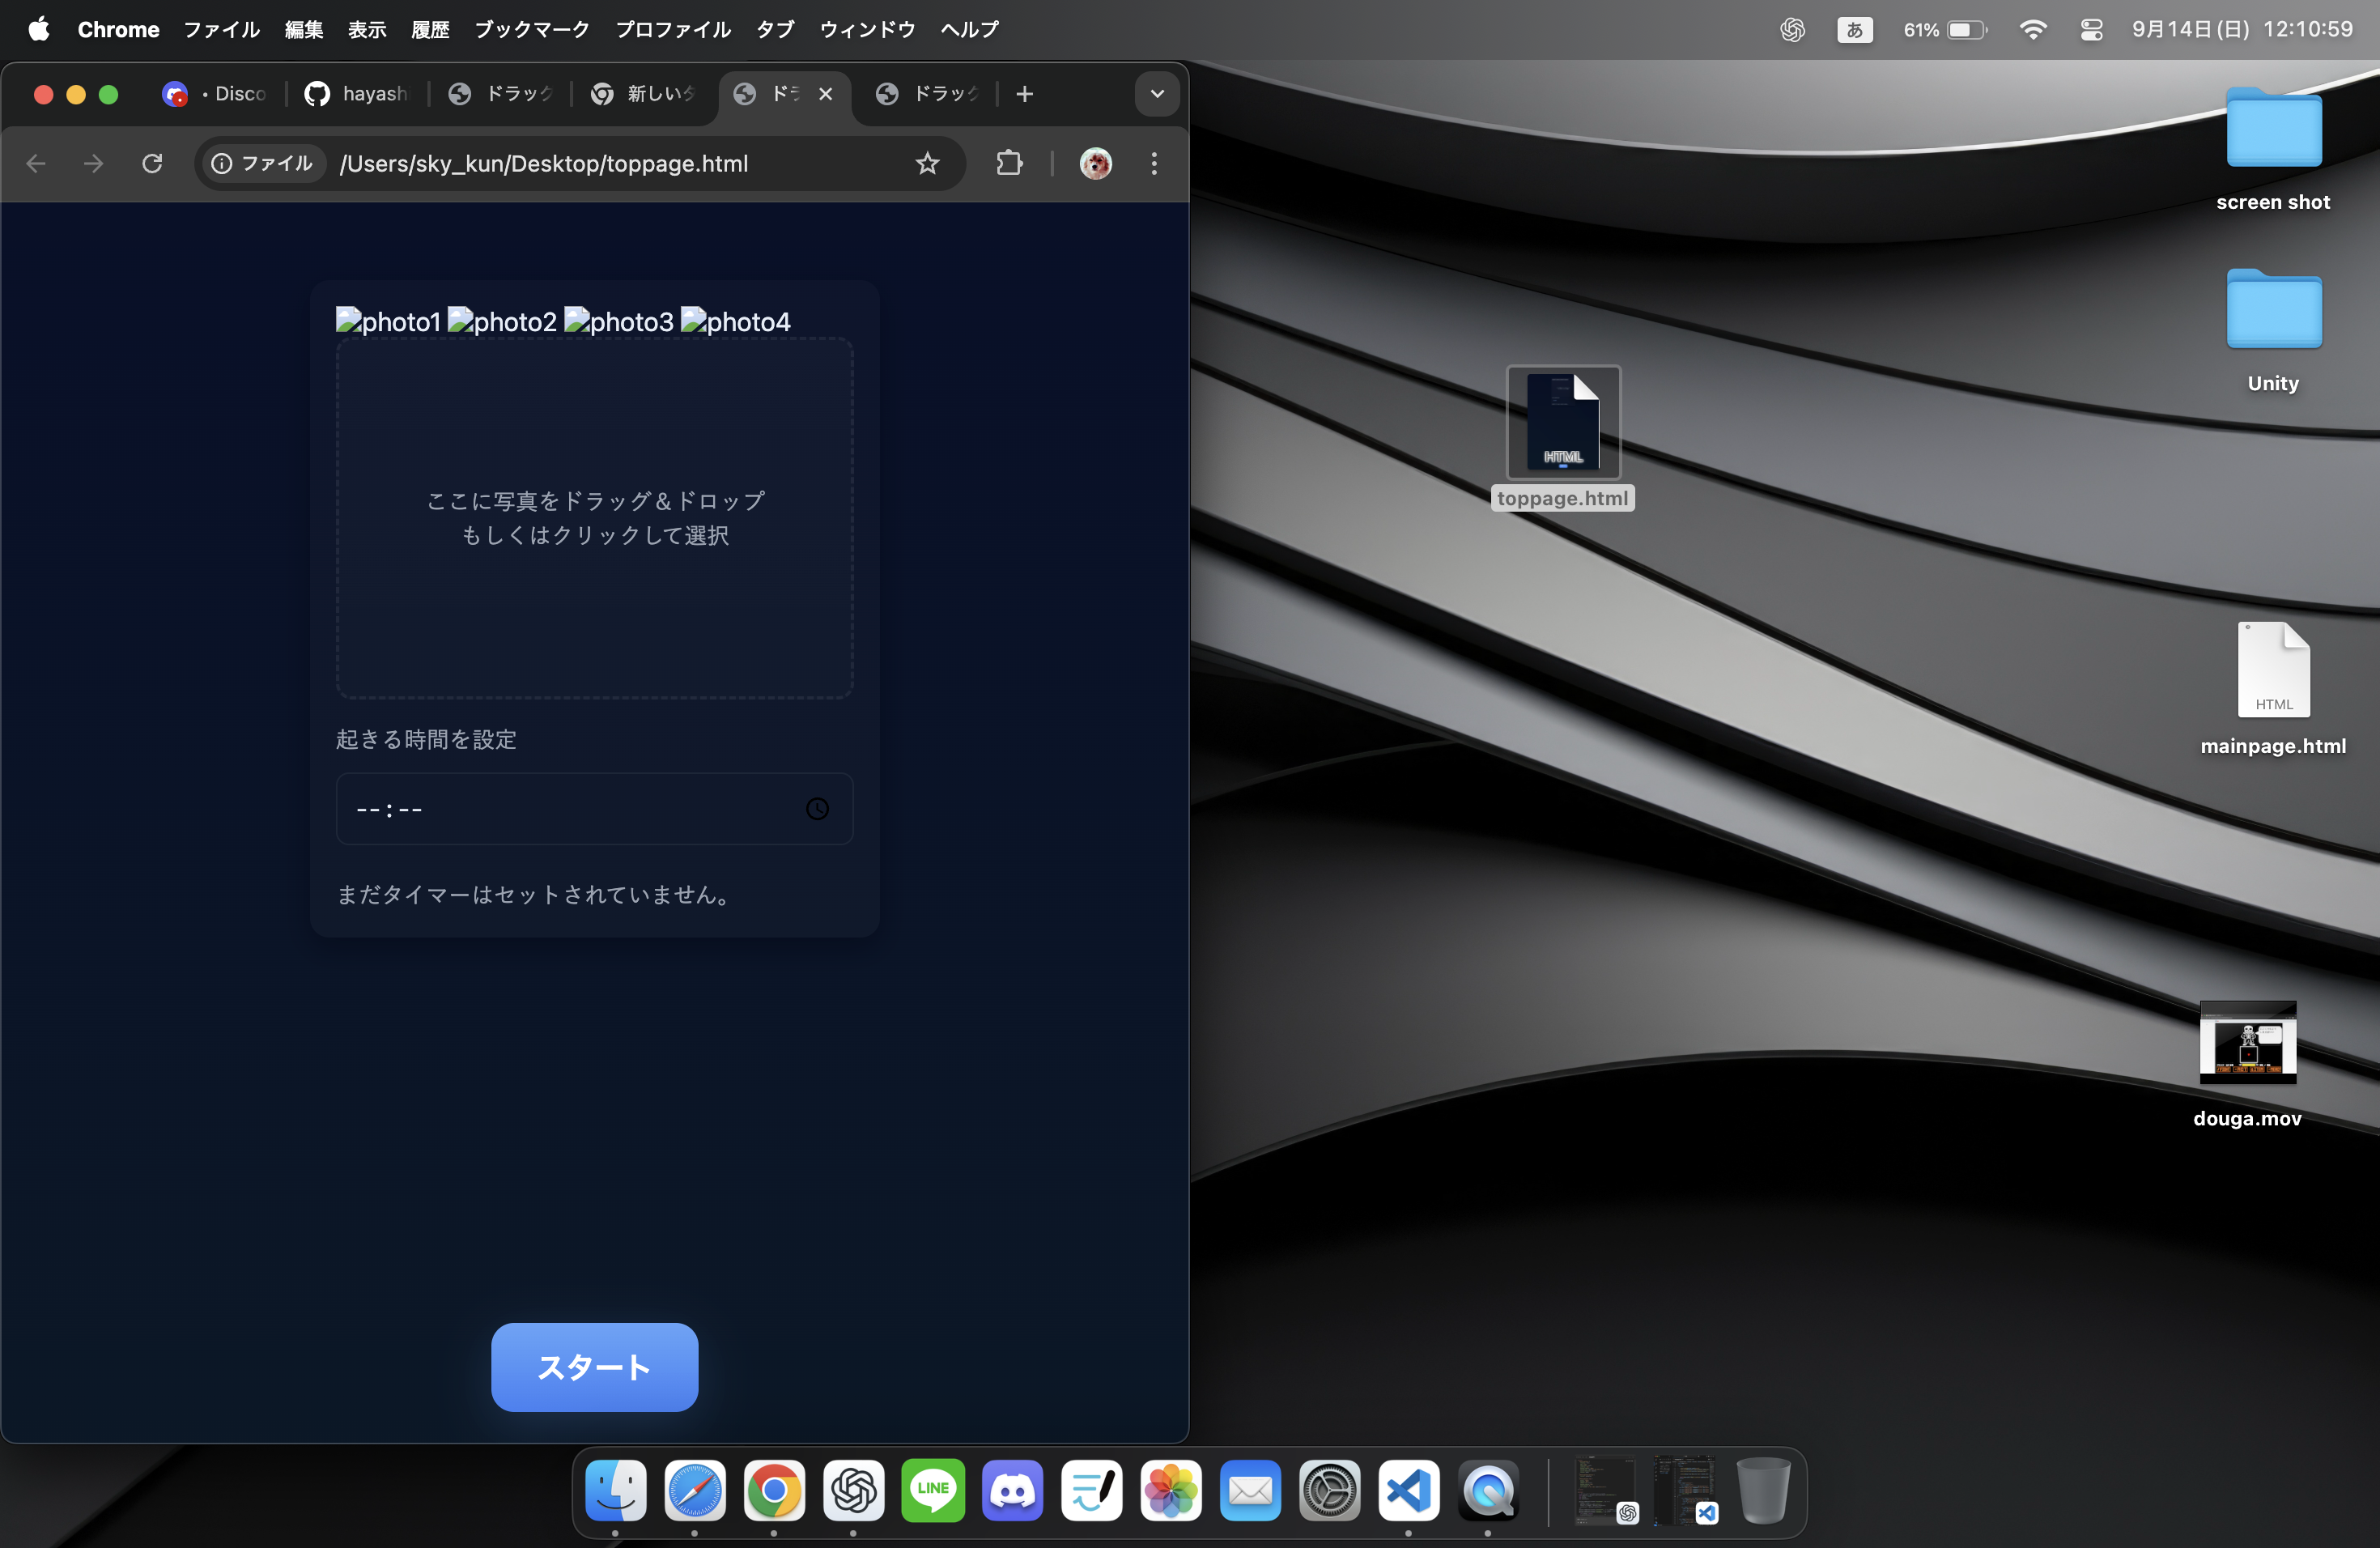 Chrome ファイル 編集 表示 履歴 ブックマーク プロファイル タブ ウィンドウ ヘルプ
あ 61% 9月14日(日) 12:10:59
• Disco
hayash
ドラッグ
新しいタ
ドラ
ドラッグ
ファイル /Users/sky_kun/Desktop/toppage.html
photo1 photo2 photo3 photo4
ここに写真をドラッグ＆ドロップ
もしくはクリックして選択
起きる時間を設定
--:--
まだタイマーはセットされていません。
スタート
HTML
toppage.html
screen shot
Unity
HTML
mainpage.html
douga.mov
LINE